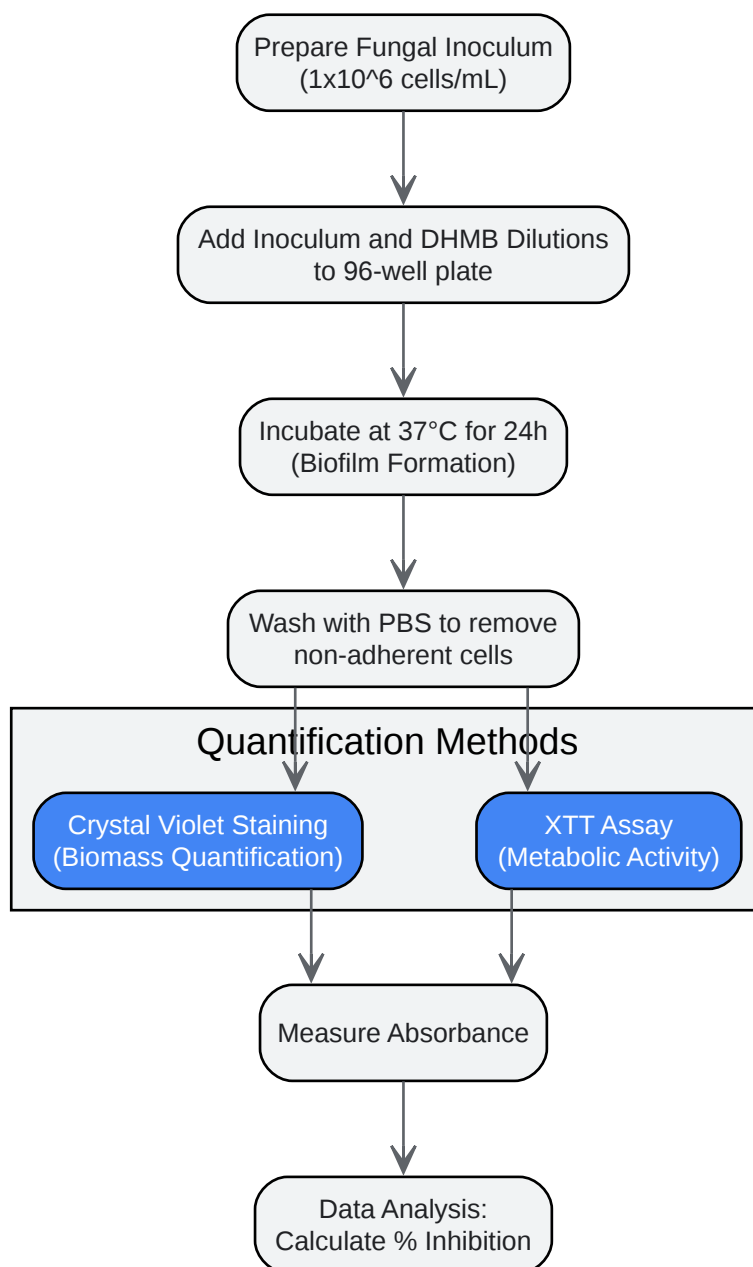 Prepare Fungal Inoculum
(1x10^6 cells/mL)
Add Inoculum and DHMB Dilutions
to 96-well plate
Incubate at 37°C for 24h
(Biofilm Formation)
Wash with PBS to remove
non-adherent cells
Quantification Methods
Crystal Violet Staining
(Biomass Quantification)
XTT Assay
(Metabolic Activity)
Measure Absorbance
Data Analysis:
Calculate % Inhibition